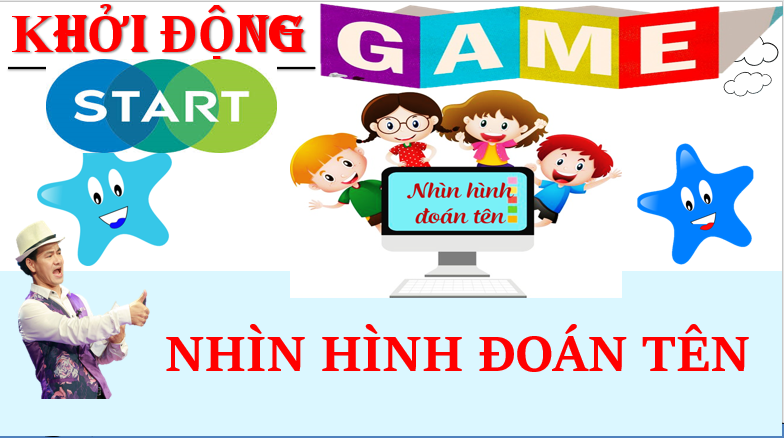 KHỞI ĐỘNG
GAME
START
Nhìn hình
đoán tên
NHÌN HÌNH ĐOÁN TÊN